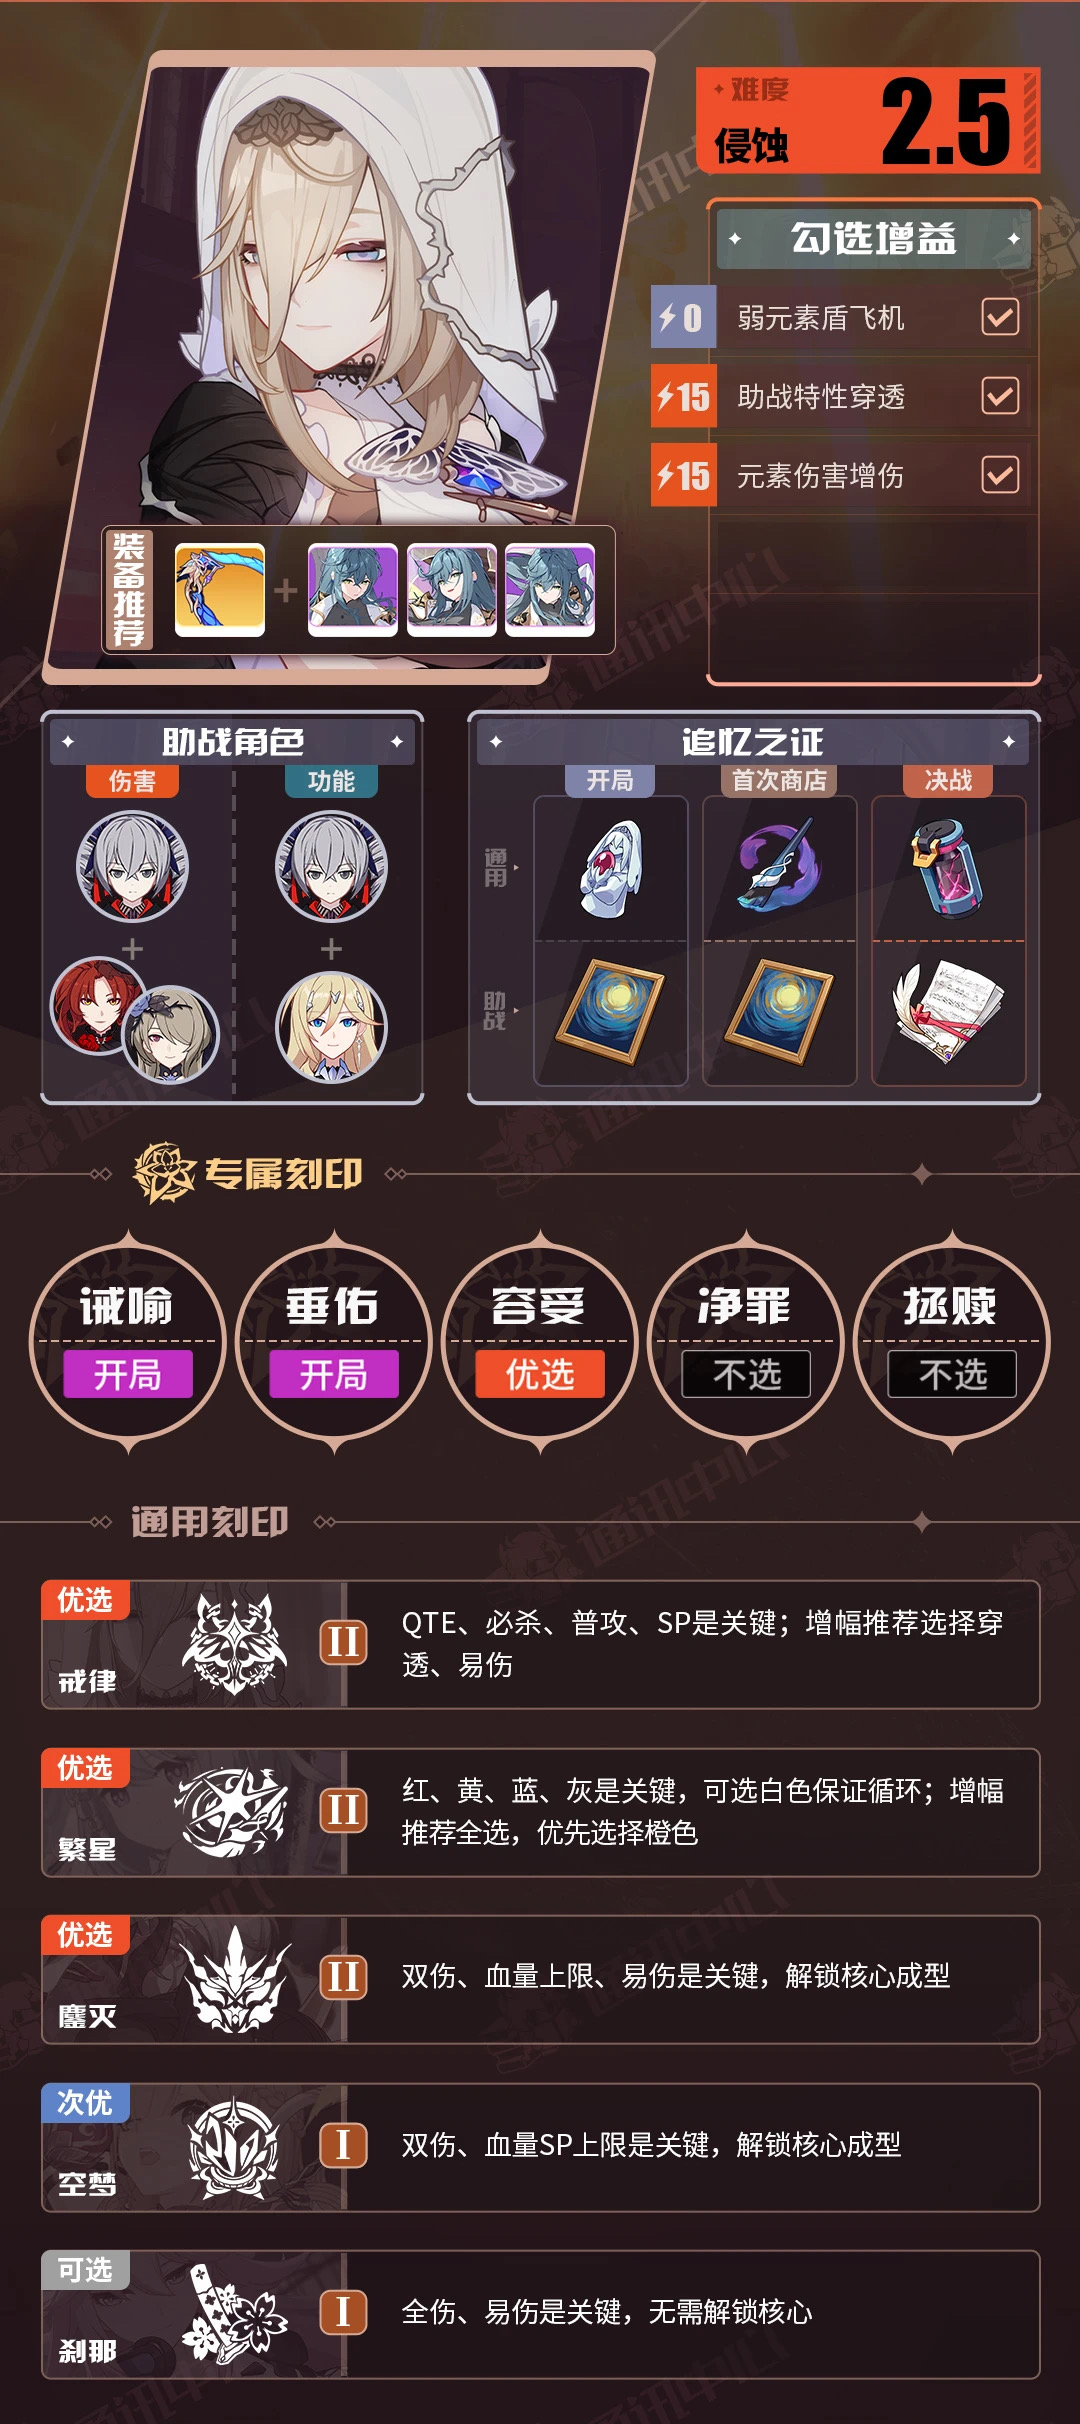 难度
侵蚀
2.5
勾选增益
0 弱元素盾飞机
15 助战特性穿透
15 元素伤害增伤
装备推荐
助战角色
伤害
功能
追忆之证
开局
首次商店
决战
通用
助战
专属刻印
诫喻
开局
垂佑
开局
容受
优选
净罪
不选
拯赎
不选
通用刻印
优选
戒律
II
QTE、必杀、普攻、SP是关键；增幅推荐选择穿
透、易伤
优选
繁星
II
红、黄、蓝、灰是关键，可选白色保证循环；增幅
推荐全选，优先选择橙色
优选
鏖灭
II
双伤、血量上限、易伤是关键，解锁核心成型
次优
空梦
I
双伤、血量SP上限是关键，解锁核心成型
可选
刹那
I
全伤、易伤是关键，无需解锁核心
通讯中心